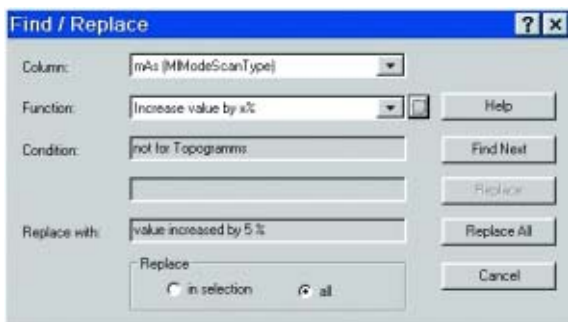 Find / Replace
Column: mAs (MlModeScanType)
Function: Increase value by x%
Help
Condition: not for Topogramms
Find Next
Replace
Replace with: value increased by 5 %
Replace All
Replace
in selection all
Cancel